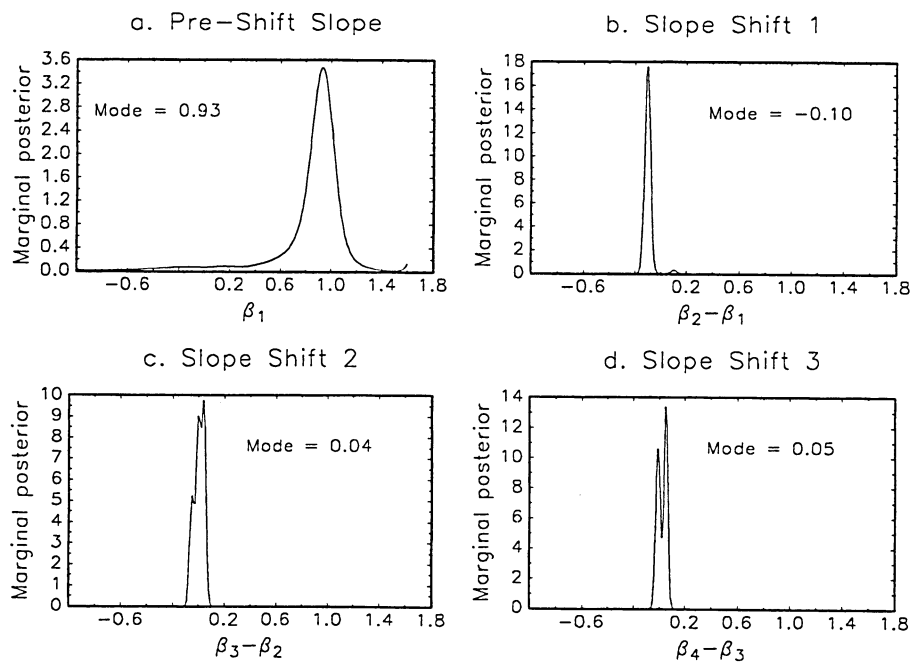 a. Pre-Shift Slope
Marginal posterior
3.6
3.2
2.8
2.4
2.0
1.6
1.2
0.8
0.4
0.0
Mode = 0.93
-0.6 0.2 0.6 1.0 1.4 1.8
β1
b. Slope Shift 1
Marginal posterior
18
16
14
12
10
8
6
4
2
0
Mode = -0.10
-0.6 0.2 0.6 1.0 1.4 1.8
β2-β1
c. Slope Shift 2
Marginal posterior
10
9
8
7
6
5
4
3
2
1
0
Mode = 0.04
-0.6 0.2 0.6 1.0 1.4 1.8
β3-β2
d. Slope Shift 3
Marginal posterior
14
12
10
8
6
4
2
0
Mode = 0.05
-0.6 0.2 0.6 1.0 1.4 1.8
β4-β3